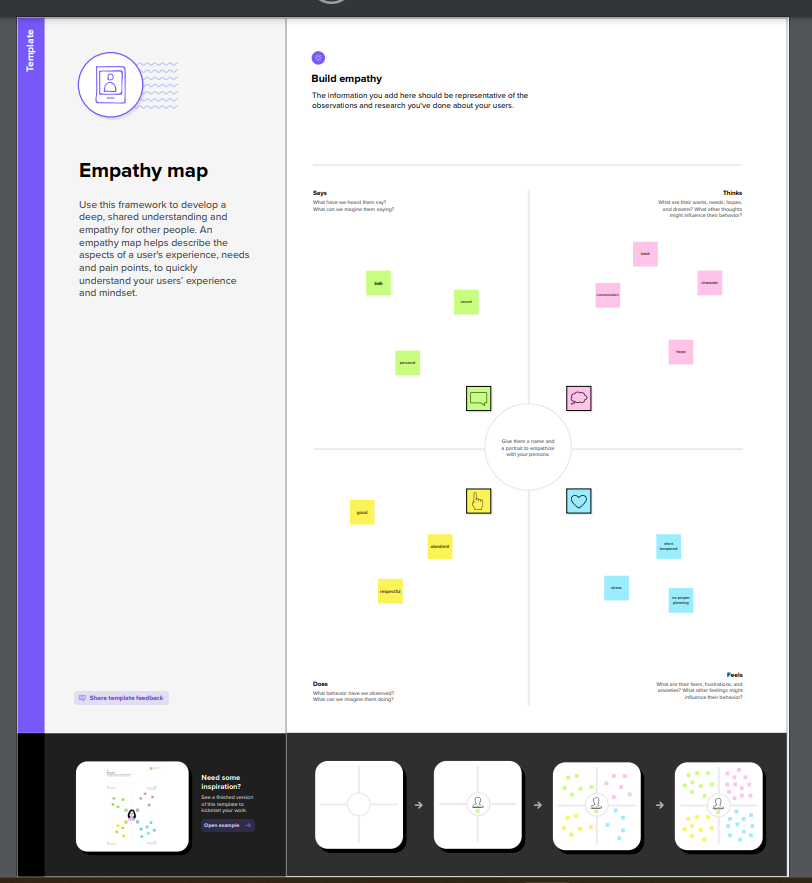 Template
Empathy map
Use this framework to develop a
deep, shared understanding and
empathy for other people. An
empathy map helps describe the
aspects of a user's experience, needs
and pain points, to quickly
understand your users' experience
and mindset.
Share template feedback
Build empathy
The information you add here should be representative of the
observations and research you've done about your users.
Says
What have we heard them say?
What can we imagine them saying?
Thinks
What are their wants, needs, hopes,
and dreams? What other thoughts
might influence their behavior?
secret
personal
habit
concentration
character
hope
Give them a name and
a portrait to empathize
with your persona.
good
obedient
respectful
short
tempered
stress
no proper
planning
Does
What behavior have we observed?
What can we imagine them doing?
Feels
What are their fears, frustrations, and
anxieties? What other feelings might
influence their behavior?
Need some
inspiration?
See a finished version
of this template to
kickstart your work.
Open example